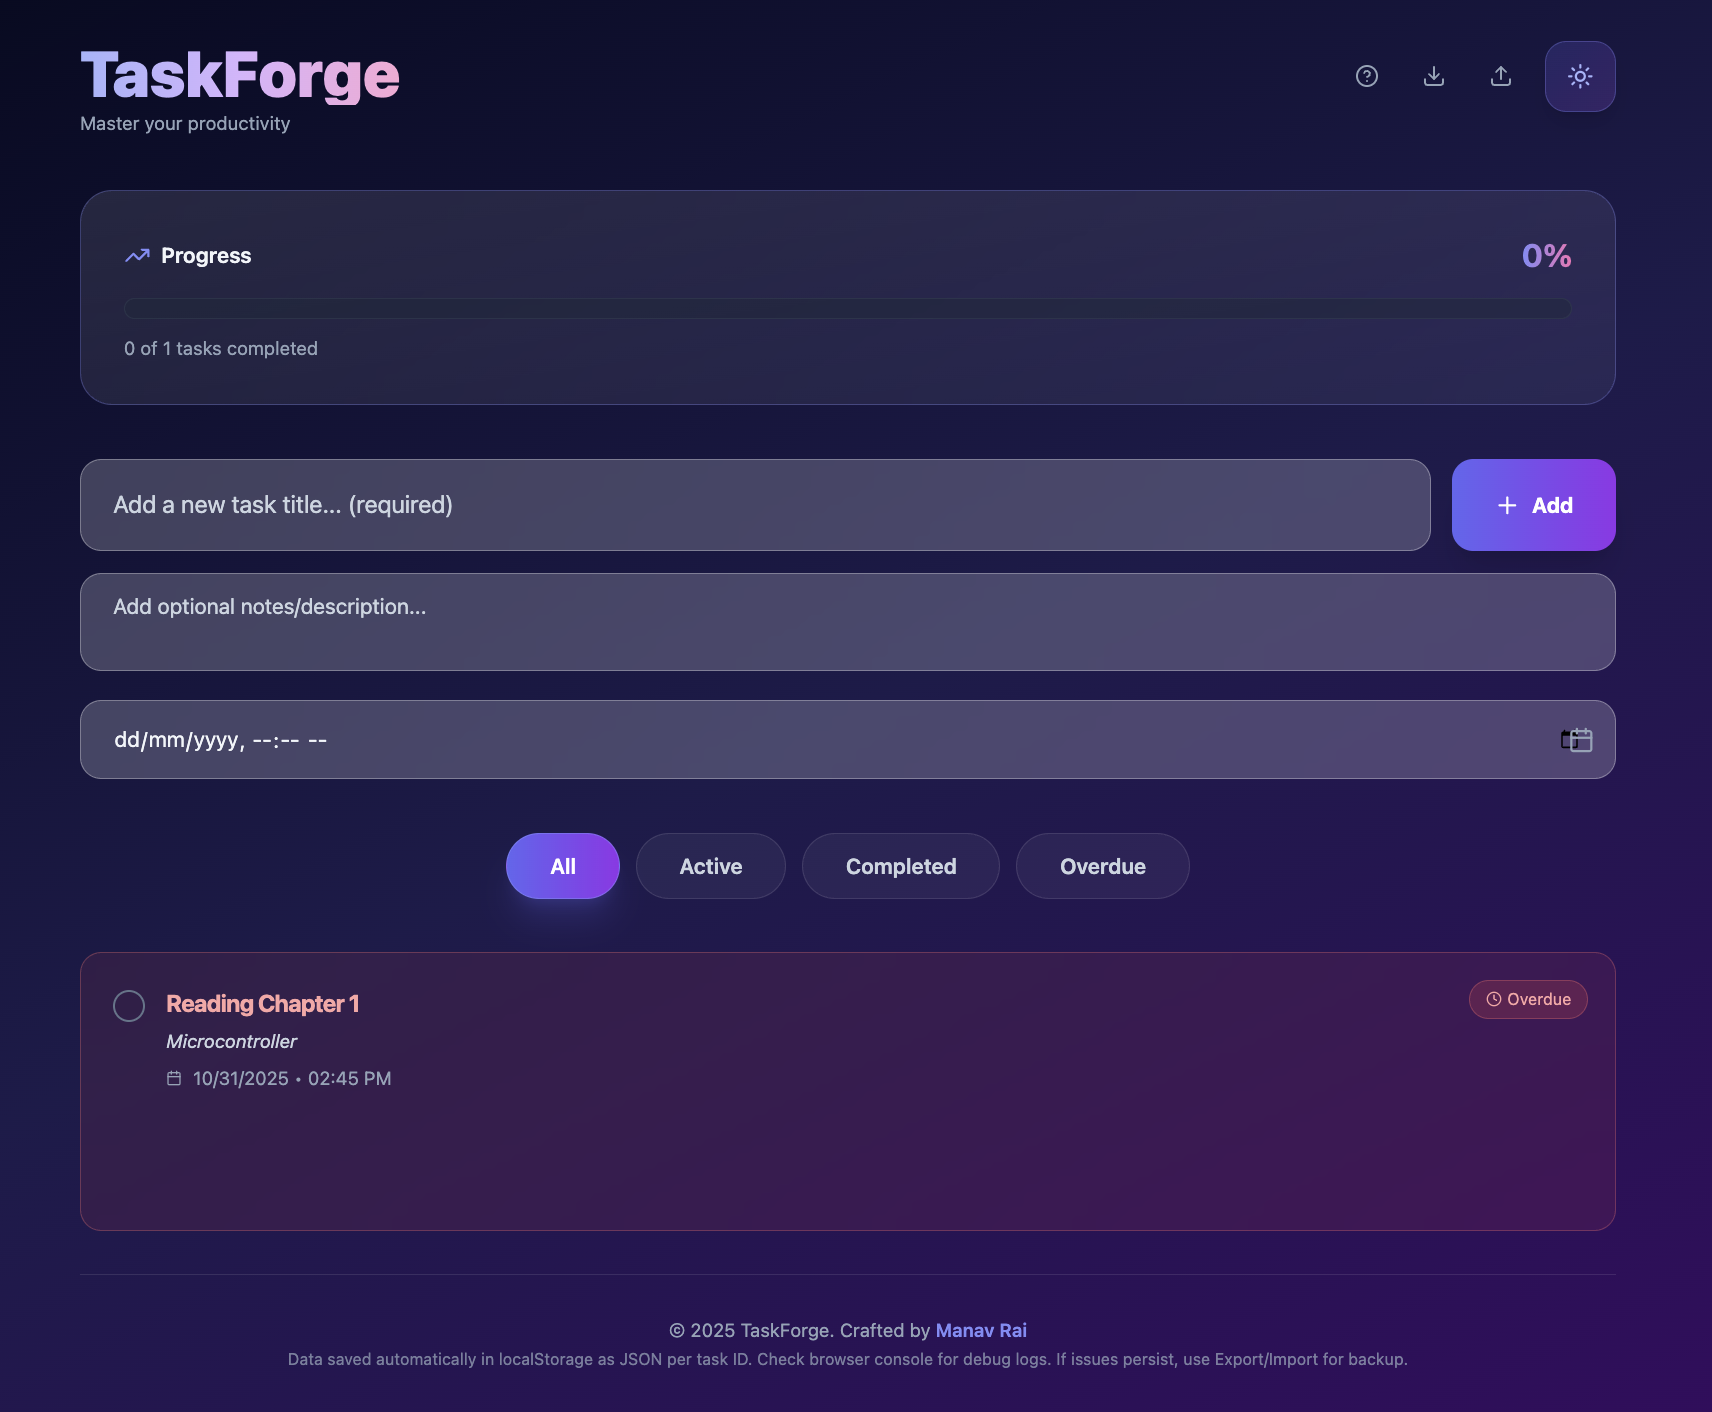 TaskForge
Master your productivity
Progress
0%
0 of 1 tasks completed
Add a new task title... (required)
+ Add
Add optional notes/description...
dd/mm/yyyy, --:-- --
All
Active
Completed
Overdue
Reading Chapter 1
Overdue
Microcontroller
10/31/2025 • 02:45 PM
© 2025 TaskForge. Crafted by Manav Rai
Data saved automatically in localStorage as JSON per task ID. Check browser console for debug logs. If issues persist, use Export/Import for backup.